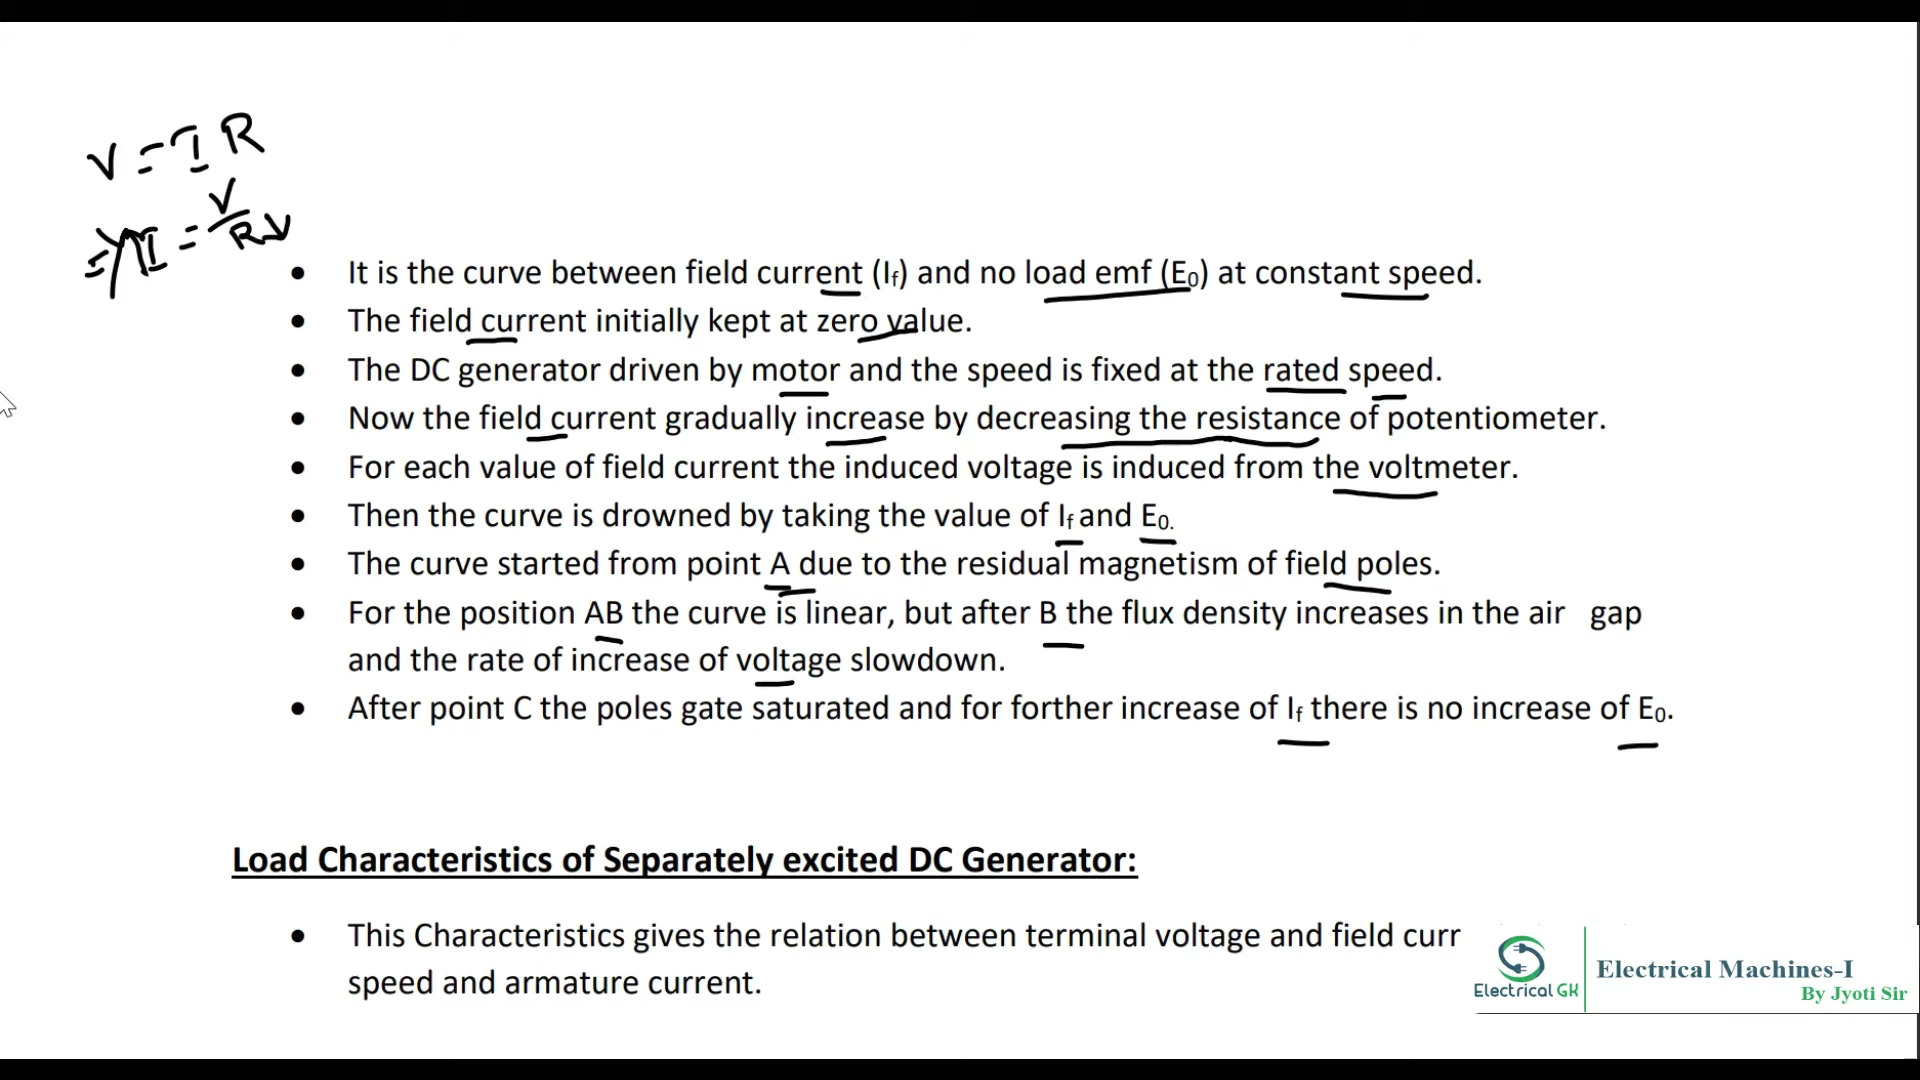 V = I R
=> I = V/R
• It is the curve between field current (If) and no load emf (E0) at constant speed.
• The field current initially kept at zero value.
• The DC generator driven by motor and the speed is fixed at the rated speed.
• Now the field current gradually increase by decreasing the resistance of potentiometer.
• For each value of field current the induced voltage is induced from the voltmeter.
• Then the curve is drowned by taking the value of If and E0.
• The curve started from point A due to the residual magnetism of field poles.
• For the position AB the curve is linear, but after B the flux density increases in the air gap
and the rate of increase of voltage slowdown.
• After point C the poles gate saturated and for forther increase of If there is no increase of E0.
Load Characteristics of Separately excited DC Generator:
• This Characteristics gives the relation between terminal voltage and field curr
speed and armature current.
Electrical GK
Electrical Machines-I
By Jyoti Sir